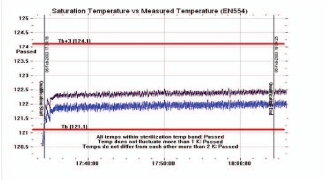 Saturation Temperature vs Measured Temperature (EN554)
125
124.5
Tb+3 (124.1)
124
Passed
123.5
123
122.5
122
121.5
121
Tb (121.1)
120.5
All temps within sterilization temp band: Passed
Temp does not fluctuate more than 1 K: Passed
Temps do not differ from each other more than 2 K: Passed
17:40:00
17:50:00
18:00:00